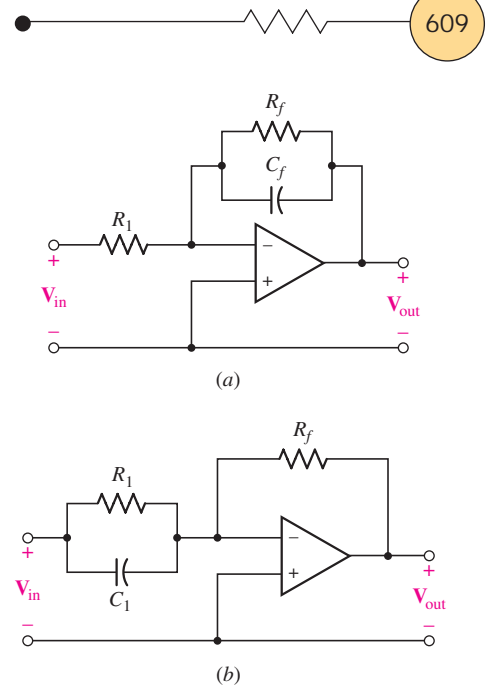 609
R_f
C_f
R_1
−
+
+
V_in
−
+
V_out
−
(a)
R_f
R_1
C_1
−
+
+
V_in
−
+
V_out
−
(b)